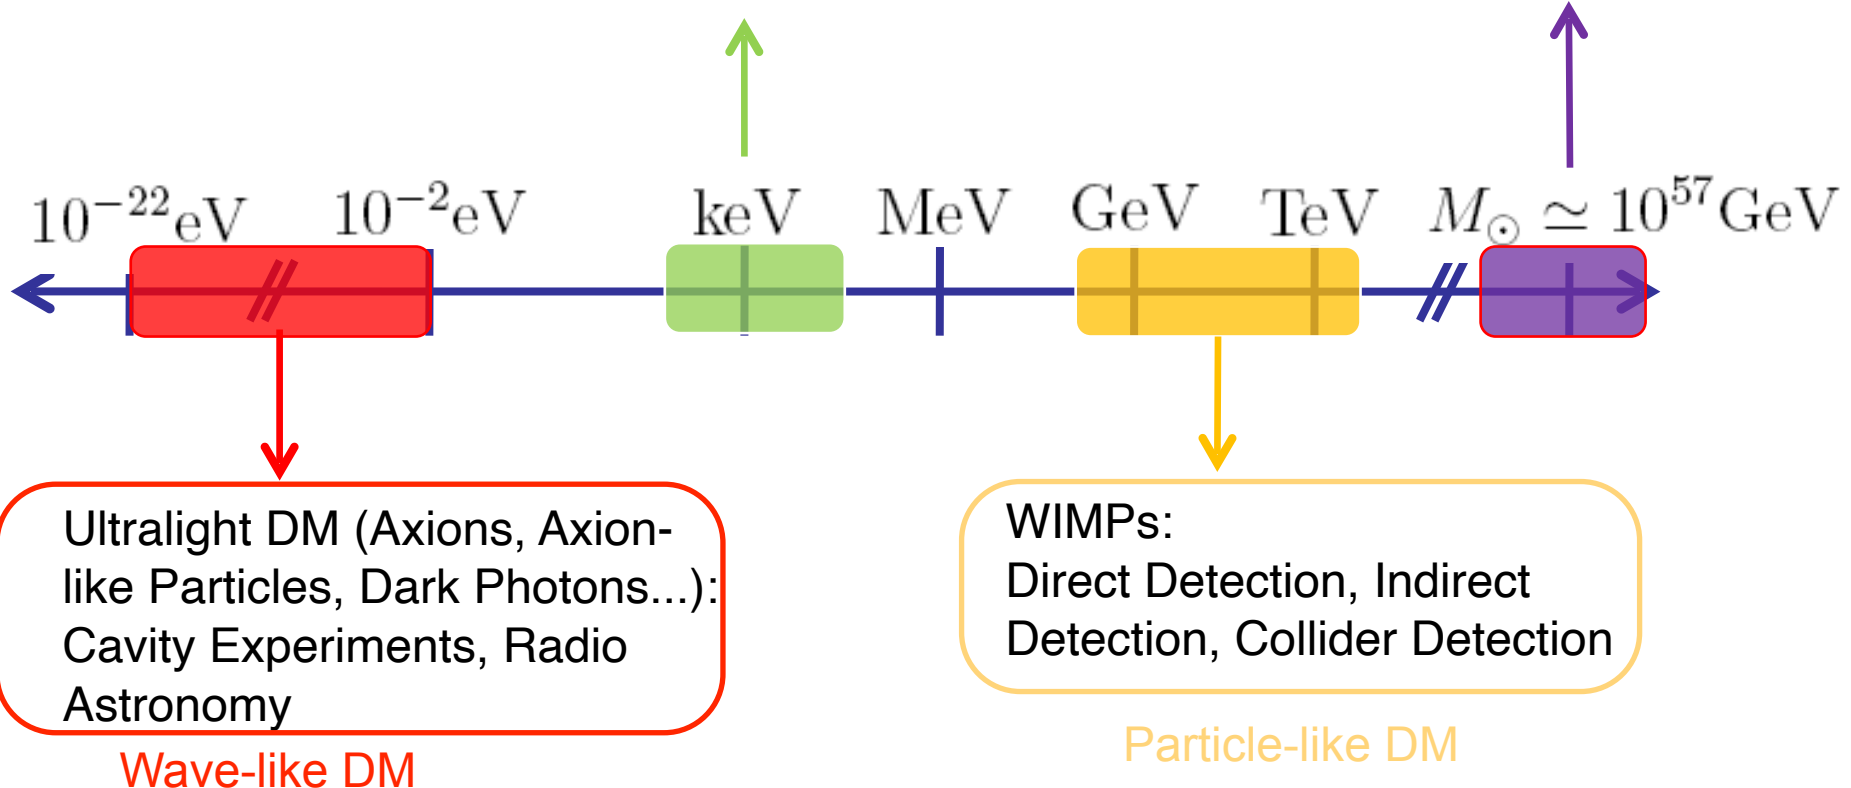 10⁻²²eV 10⁻²eV keV MeV GeV TeV M☉ ≃ 10⁵⁷GeV
Ultralight DM (Axions, Axion-
like Particles, Dark Photons...):
Cavity Experiments, Radio
Astronomy
Wave-like DM
WIMPs:
Direct Detection, Indirect
Detection, Collider Detection
Particle-like DM